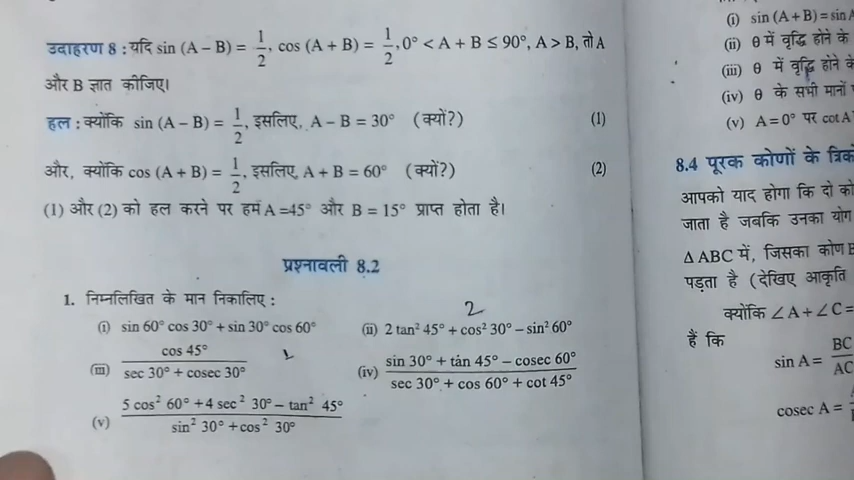 उदाहरण 8 : यदि sin (A – B) = 1/2, cos (A + B) = 1/2, 0° < A + B ≤ 90°, A > B, तो A
और B ज्ञात कीजिए।
हल : क्योंकि sin (A – B) = 1/2, इसलिए, A – B = 30° (क्यों?) (1)
और, क्योंकि cos (A + B) = 1/2, इसलिए, A + B = 60° (क्यों?) (2)
(1) और (2) को हल करने पर हमें A =45° और B = 15° प्राप्त होता है।
प्रश्नावली 8.2
1. निम्नलिखित के मान निकालिए :
(i) sin 60° cos 30° + sin 30° cos 60°
(ii) 2 tan² 45° + cos² 30° – sin² 60°
2
(iii) cos 45° / sec 30° + cosec 30°
1
(iv) sin 30° + tan 45° – cosec 60° / sec 30° + cos 60° + cot 45°
(v) 5 cos² 60° + 4 sec² 30° – tan² 45° / sin² 30° + cos² 30°
(i) sin (A + B) = sin A
(ii) θ में वृद्धि होने के
(iii) θ में वृद्धि होने के
(iv) θ के सभी मानों
(v) A = 0° पर cot A
8.4 पूरक कोणों के
आपको याद होगा कि दो
जाता है जबकि उनका योग
Δ ABC में, जिसका कोण B
पड़ता है (देखिए आकृति
क्योंकि ∠A + ∠C =
हैं कि
sin A = BC/AC
cosec A =